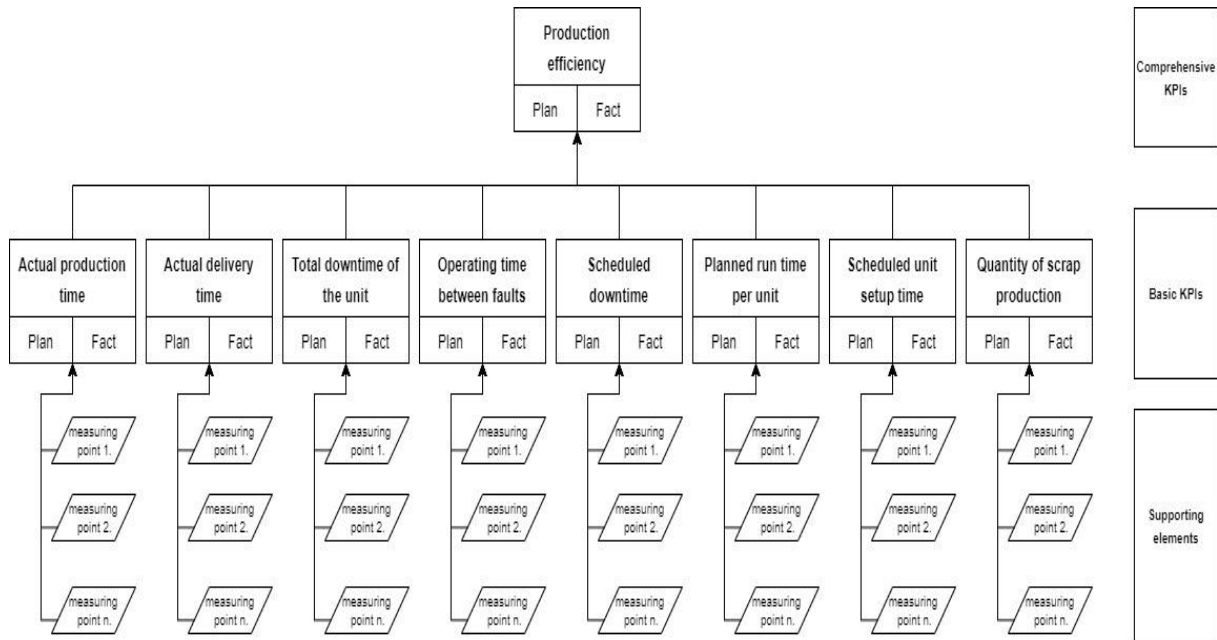 Production
efficiency
Plan Fact
Comprehensive
KPIs
Actual production
time
Plan Fact
Actual delivery
time
Plan Fact
Total downtime of
the unit
Plan Fact
Operating time
between faults
Plan Fact
Scheduled
downtime
Plan Fact
Planned run time
per unit
Plan Fact
Scheduled unit
setup time
Plan Fact
Quantity of scrap
production
Plan Fact
Basic KPIs
measuring
point 1.
measuring
point 1.
measuring
point 1.
measuring
point 1.
measuring
point 1.
measuring
point 1.
measuring
point 1.
measuring
point 1.
measuring
point 2.
measuring
point 2.
measuring
point 2.
measuring
point 2.
measuring
point 2.
measuring
point 2.
measuring
point 2.
measuring
point 2.
measuring
point n.
measuring
point n.
measuring
point n.
measuring
point n.
measuring
point n.
measuring
point n.
measuring
point n.
measuring
point n.
Supporting
elements